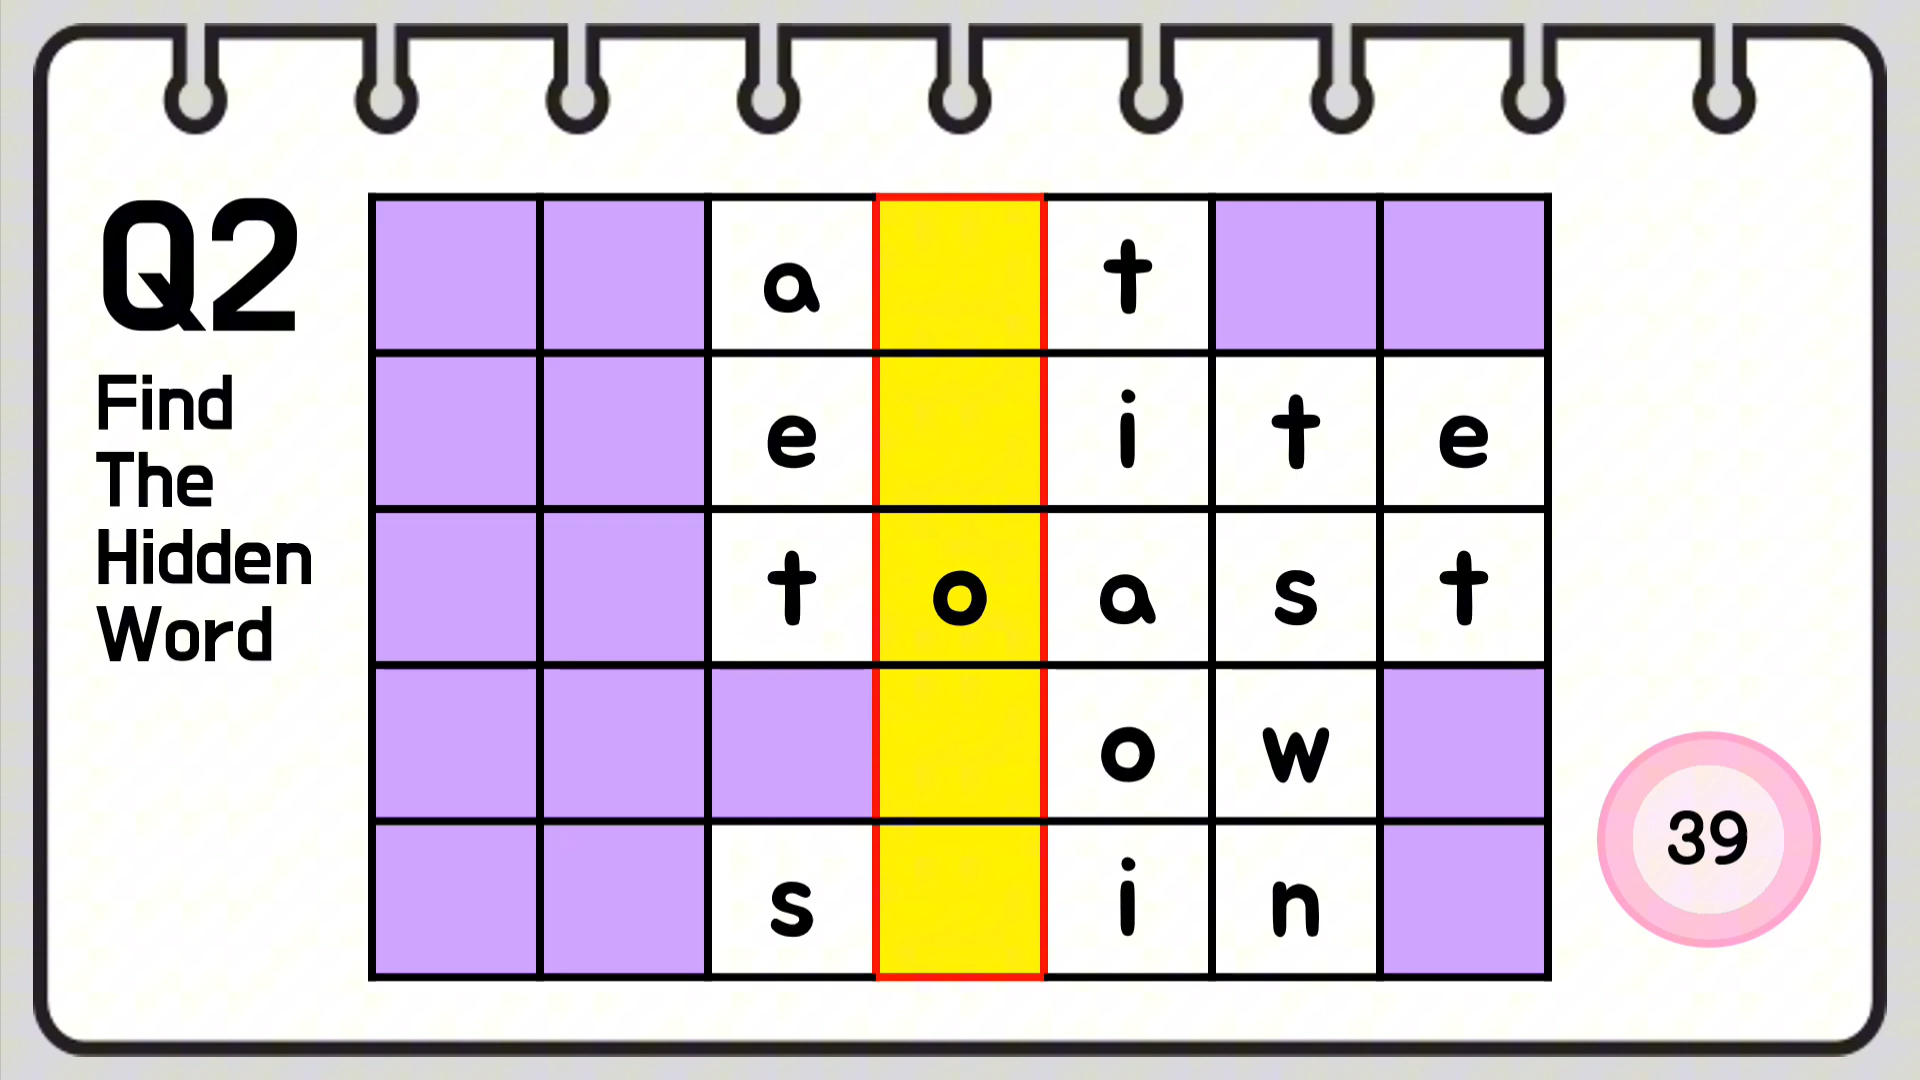 Q2
Find
The
Hidden
Word
a t
e i t e
t o a s t
o w
s i n
39